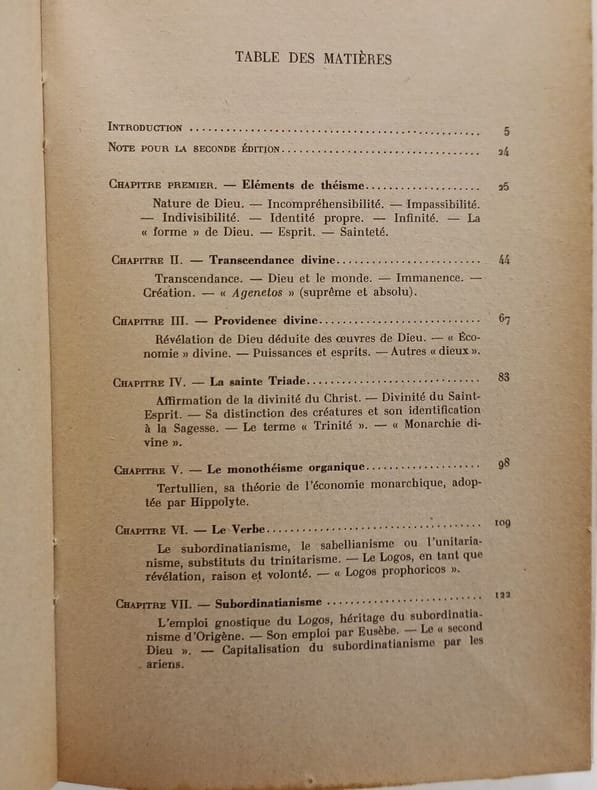 TABLE DES MATIÈRES
INTRODUCTION ................................................ 5
NOTE POUR LA SECONDE ÉDITION................................ 24
CHAPITRE PREMIER. — Eléments de théisme................... 25
Nature de Dieu. — Incompréhensibilité. — Impassibilité.
— Indivisibilité. — Identité propre. — Infinité. — La
« forme » de Dieu. — Esprit. — Sainteté.
CHAPITRE II. — Transcendance divine........................ 44
Transcendance. — Dieu et le monde. — Immanence. —
Création. — « Agenetos » (suprême et absolu).
CHAPITRE III. — Providence divine........................... 67
Révélation de Dieu déduite des œuvres de Dieu. — « Éco-
nomie » divine. — Puissances et esprits. — Autres « dieux ».
CHAPITRE IV. — La sainte Triade............................. 83
Affirmation de la divinité du Christ. — Divinité du Saint-
Esprit. — Sa distinction des créatures et son identification
à la Sagesse. — Le terme « Trinité ». — « Monarchie di-
vine ».
CHAPITRE V. — Le monothéisme organique................... 98
Tertullien, sa théorie de l'économie monarchique, adop-
tée par Hippolyte.
CHAPITRE VI. — Le Verbe................................... 109
Le subordinatianisme, le sabellianisme ou l'unitaria-
nisme, substituts du trinitarisme. — Le Logos, en tant que
révélation, raison et volonté. — « Logos prophoricos ».
CHAPITRE VII. — Subordinatianisme ......................... 122
L'emploi gnostique du Logos, héritage du subordinatia-
nisme d'Origène. — Son emploi par Eusèbe. — Le « second
Dieu ». — Capitalisation du subordinatianisme par les
ariens.